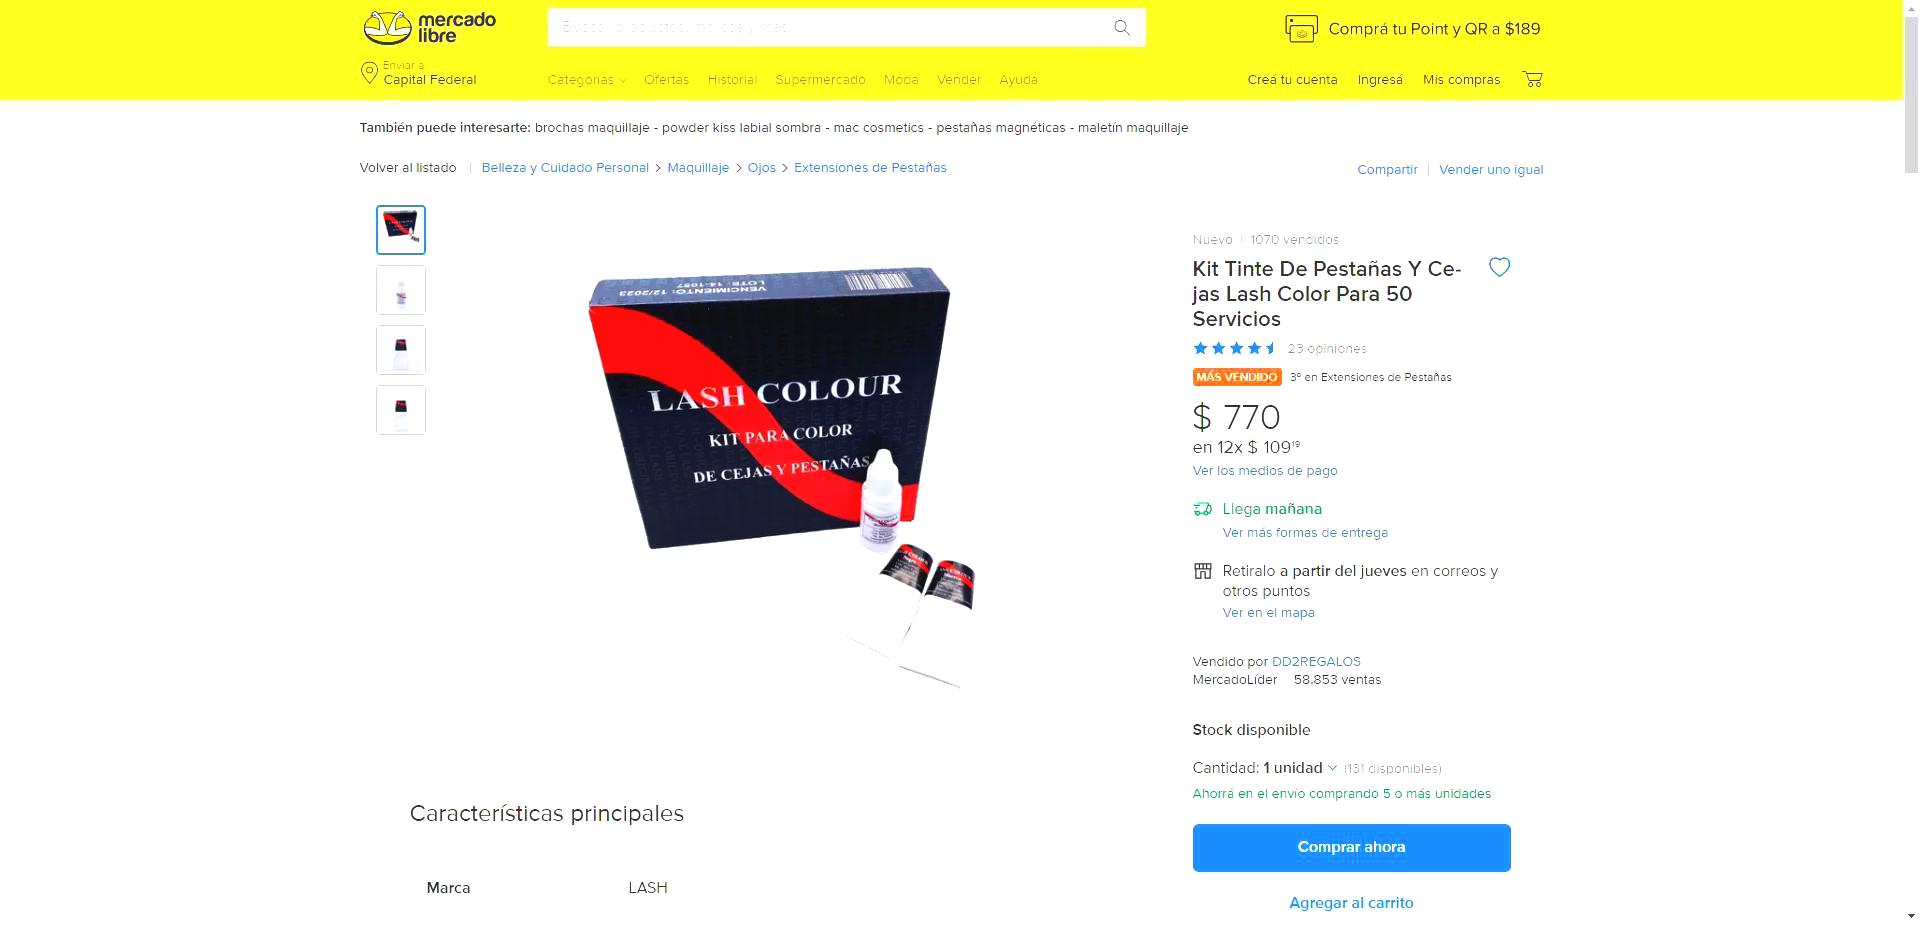 mercado
libre
Buscar productos, marcas y más...
Comprá tu Point y QR a $189
Enviar a
Capital Federal
Categorías Ofertas Historial Supermercado Moda Vender Ayuda
Creá tu cuenta Ingresá Mis compras
También puede interesarte: brochas maquillaje - powder kiss labial sombra - mac cosmetics - pestañas magnéticas - maletín maquillaje
Volver al listado | Belleza y Cuidado Personal > Maquillaje > Ojos > Extensiones de Pestañas
Compartir | Vender uno igual
VENCIMIENTO: 12/2023
LOTE: 14-1057
LASH COLOUR
KIT PARA COLOR
DE CEJAS Y PESTAÑAS
LASH COLOUR
Nuevo | 1070 vendidos
Kit Tinte De Pestañas Y Ce-
jas Lash Color Para 50
Servicios
23 opiniones
MÁS VENDIDO 3º en Extensiones de Pestañas
$ 770
en 12x $ 109¹⁹
Ver los medios de pago
Llega mañana
Ver más formas de entrega
Retiralo a partir del jueves en correos y
otros puntos
Ver en el mapa
Vendido por DD2REGALOS
MercadoLíder 58.853 ventas
Stock disponible
Cantidad: 1 unidad (131 disponibles)
Ahorrá en el envío comprando 5 o más unidades
Comprar ahora
Agregar al carrito
Características principales
Marca LASH